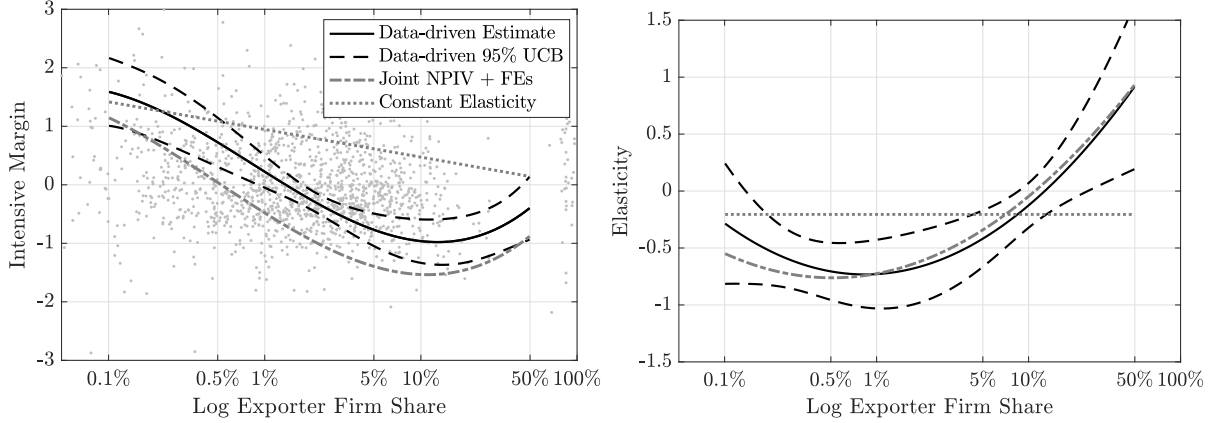 3
2
1
0
-1
-2
-3
Intensive Margin
Data-driven Estimate
Data-driven 95% UCB
Joint NPIV + FEs
Constant Elasticity
0.1% 0.5% 1% 5% 10% 50% 100%
Log Exporter Firm Share
1.5
1
0.5
0
-0.5
-1
-1.5
Elasticity
0.1% 0.5% 1% 5% 10% 50% 100%
Log Exporter Firm Share